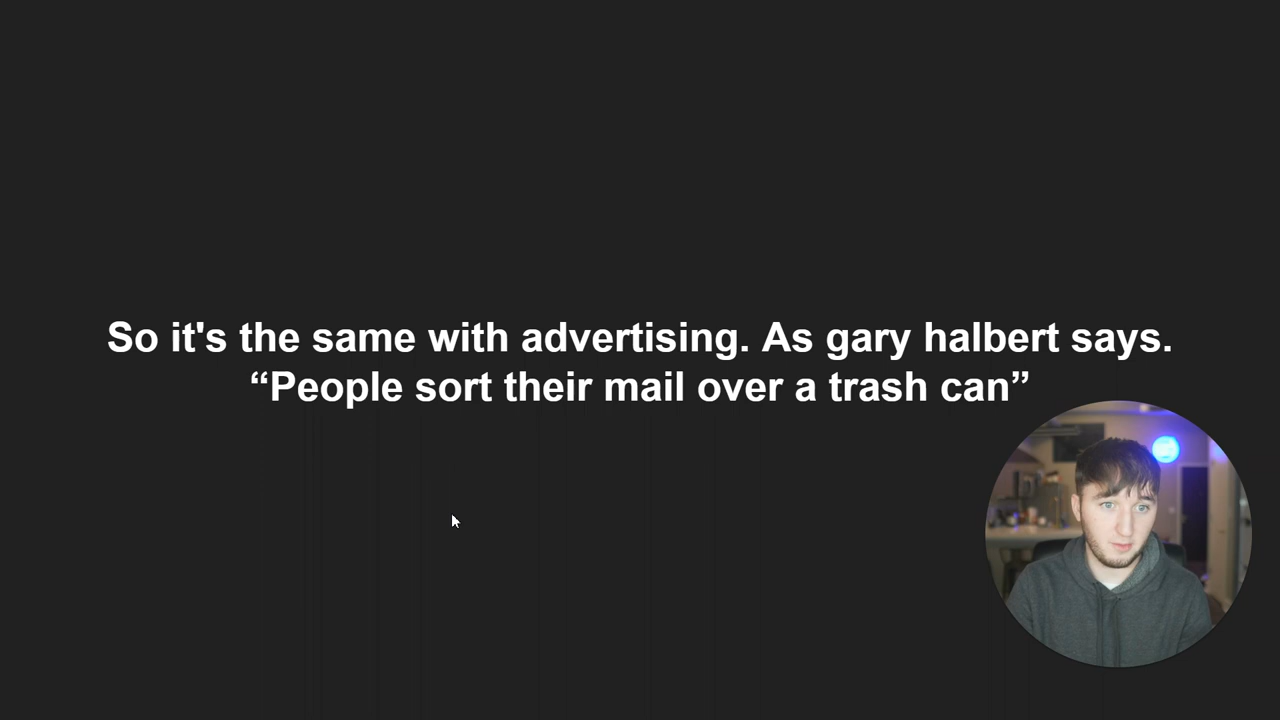 So it's the same with advertising. As gary halbert says.
“People sort their mail over a trash can”